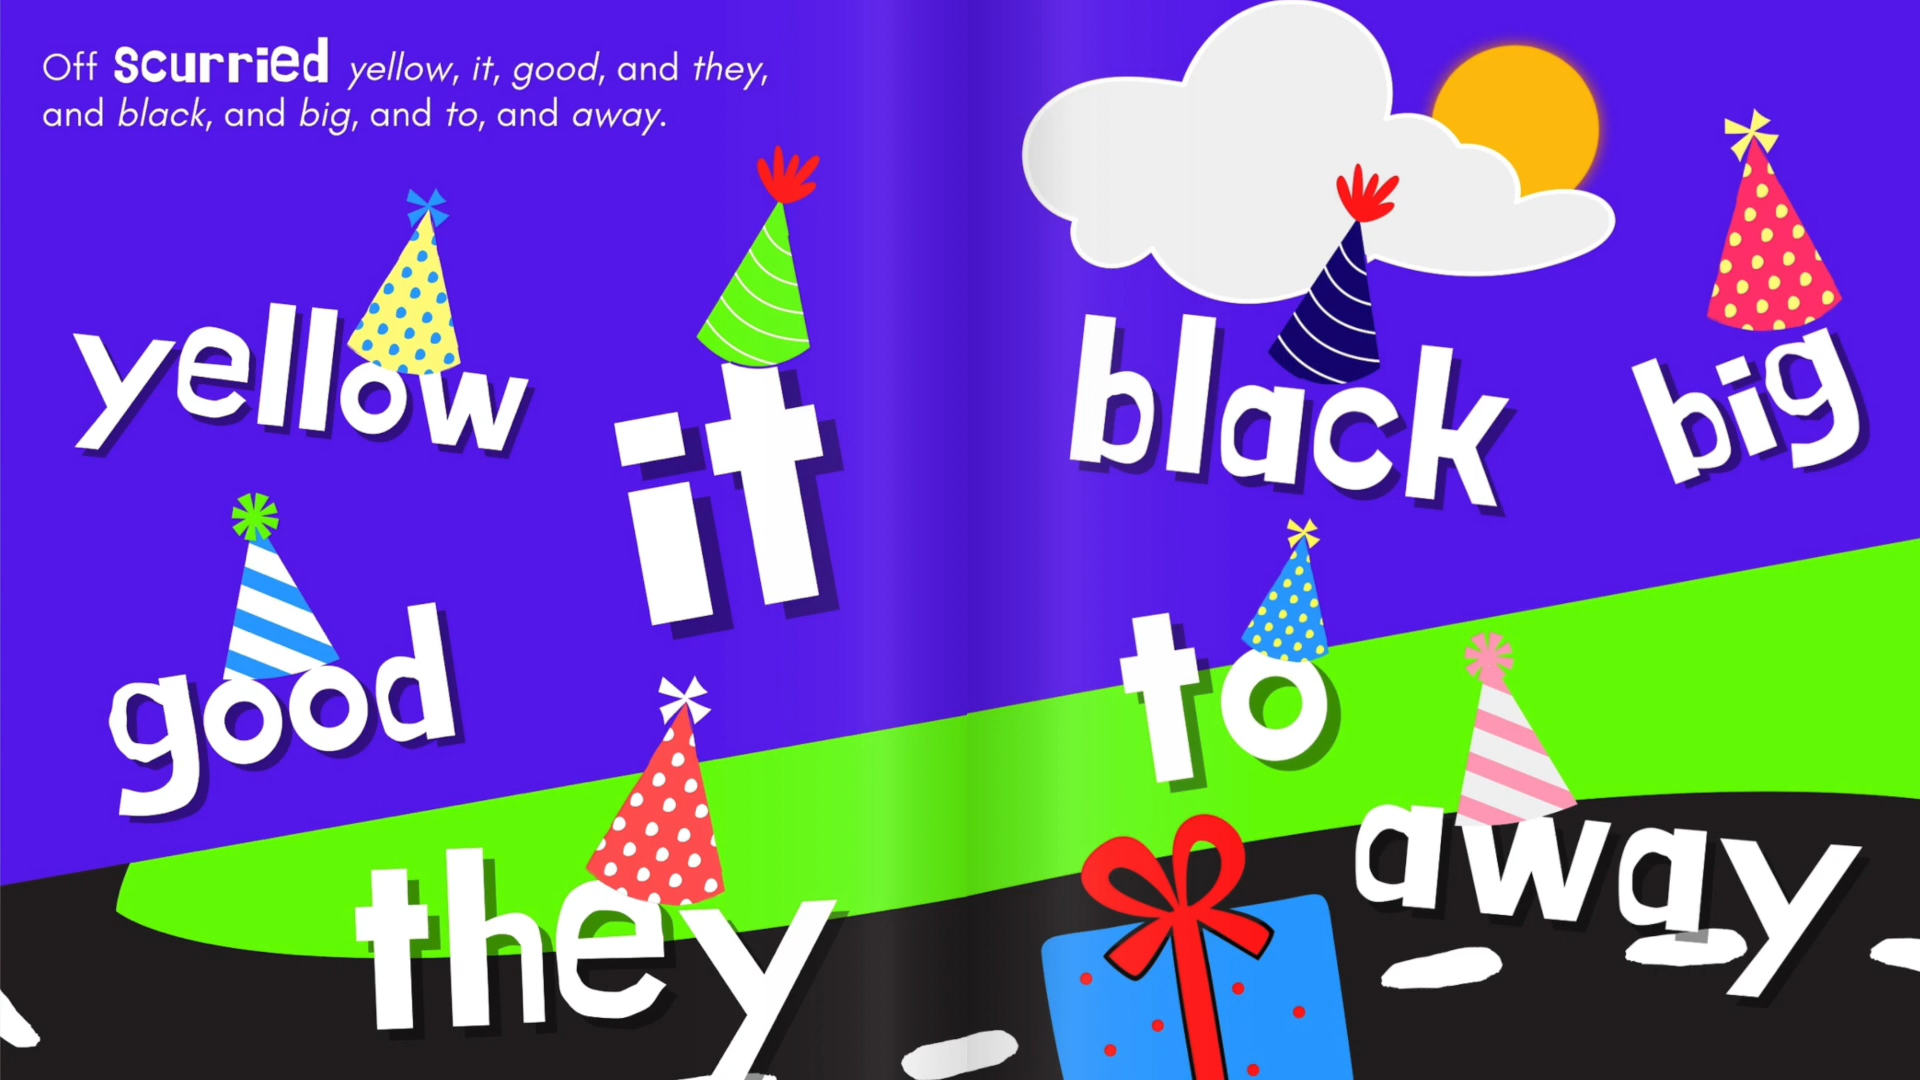 Off scurried yellow, it, good, and they,
and black, and big, and to, and away.
yellow
it
good
they
black
big
to
away